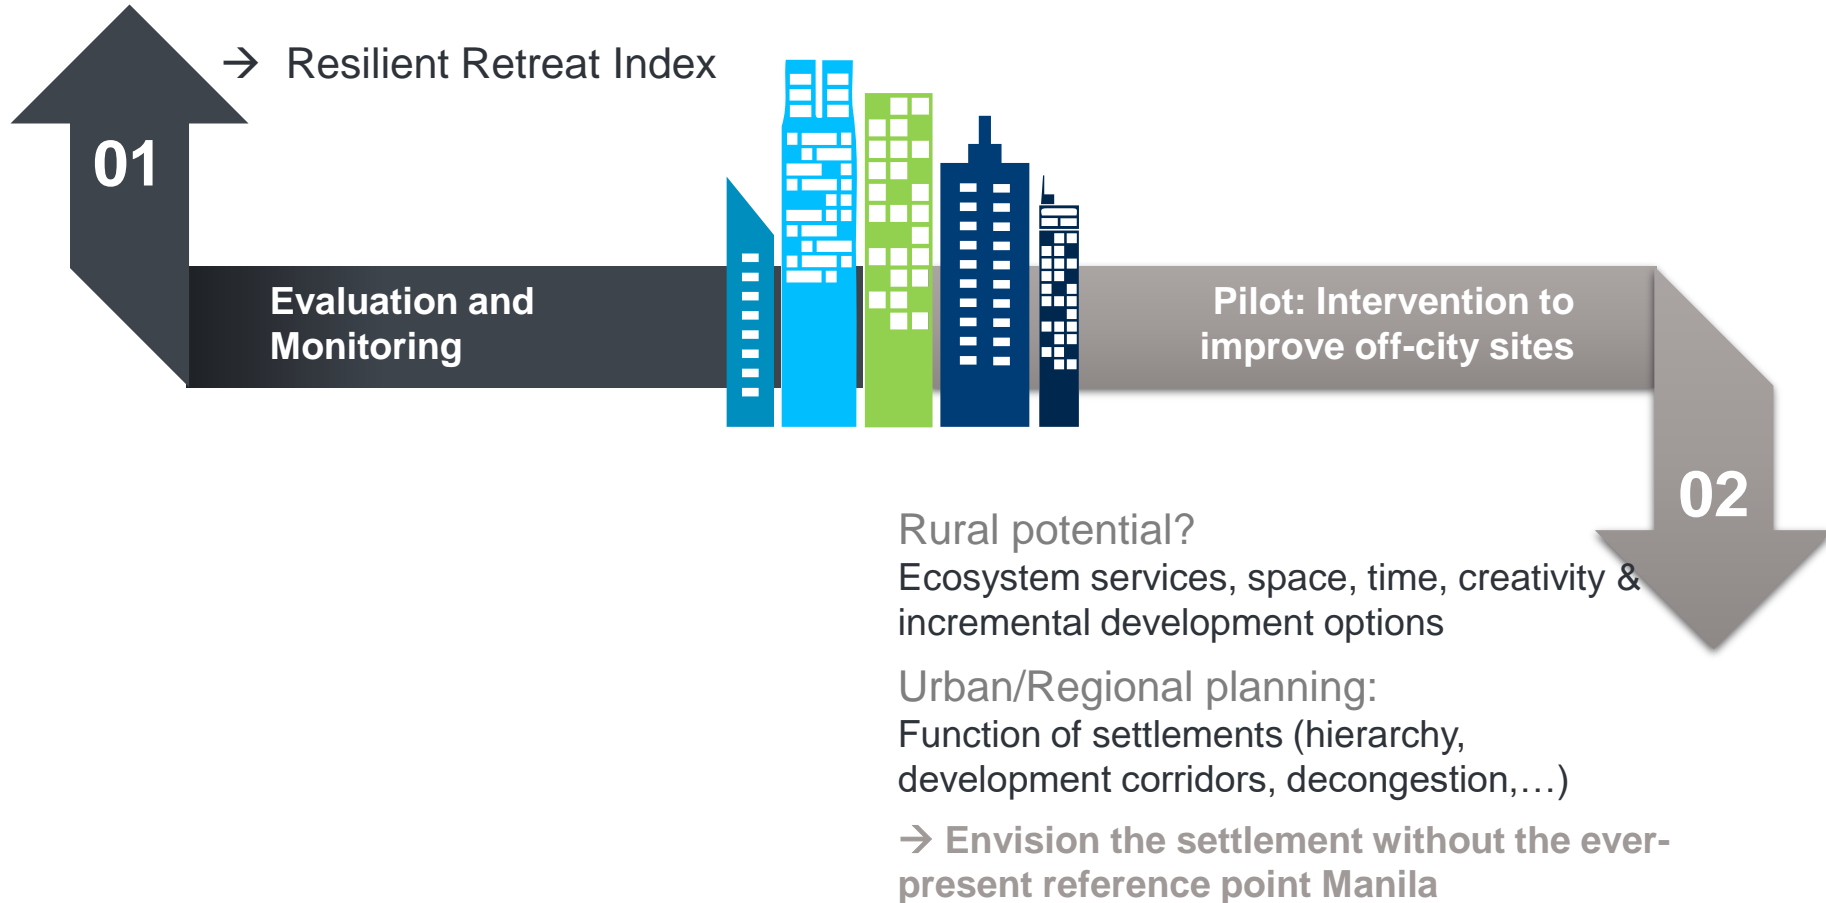 → Resilient Retreat Index
01
Evaluation and
Monitoring
Pilot: Intervention to
improve off-city sites
02
Rural potential?
Ecosystem services, space, time, creativity &
incremental development options
Urban/Regional planning:
Function of settlements (hierarchy,
development corridors, decongestion,…)
→ Envision the settlement without the ever-
present reference point Manila